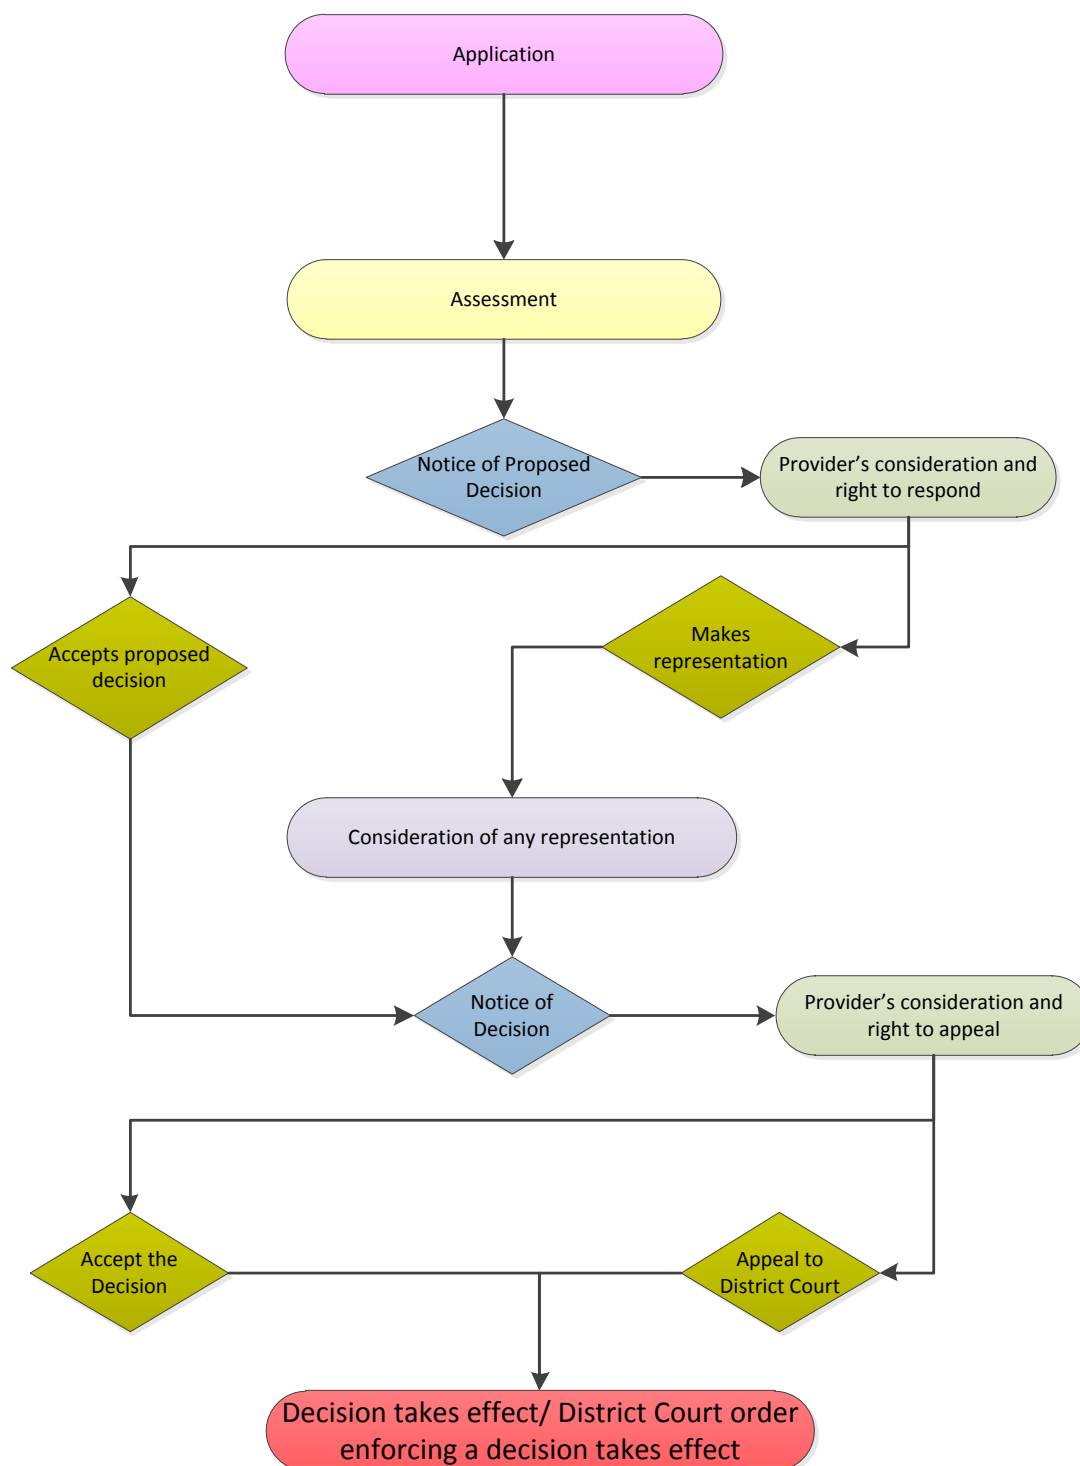 Application
Assessment
Notice of Proposed
Decision
Provider’s consideration and
right to respond
Accepts proposed
decision
Makes
representation
Consideration of any representation
Notice of
Decision
Provider’s consideration and
right to appeal
Accept the
Decision
Appeal to
District Court
Decision takes effect/ District Court order
enforcing a decision takes effect